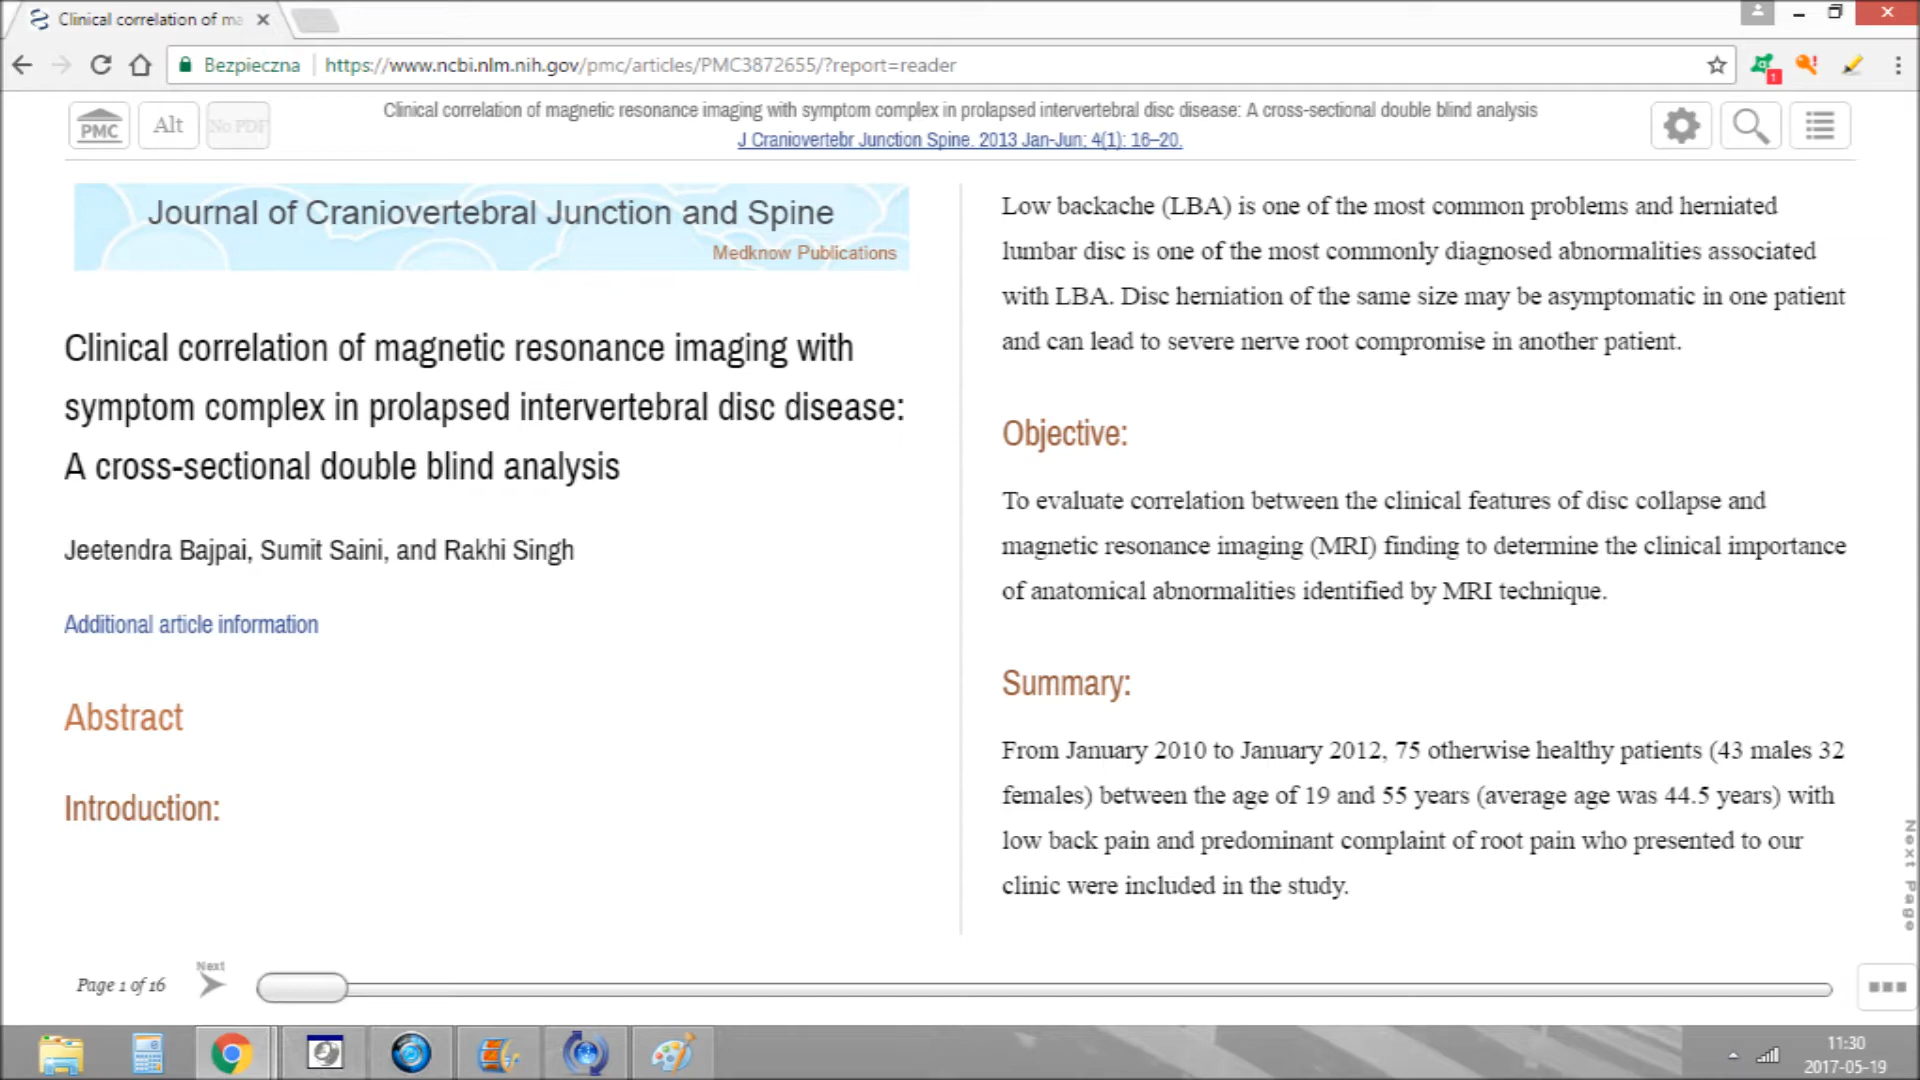 Clinical correlation of ma
Bezpieczna
https://www.ncbi.nlm.nih.gov/pmc/articles/PMC3872655/?report=reader
1
PMC
Alt
No PDF
Clinical correlation of magnetic resonance imaging with symptom complex in prolapsed intervertebral disc disease: A cross-sectional double blind analysis
J Craniovertebr Junction Spine. 2013 Jan-Jun; 4(1): 16–20.
Journal of Craniovertebral Junction and Spine
Medknow Publications
Clinical correlation of magnetic resonance imaging with
symptom complex in prolapsed intervertebral disc disease:
A cross-sectional double blind analysis
Jeetendra Bajpai, Sumit Saini, and Rakhi Singh
Additional article information
Abstract
Introduction:
Low backache (LBA) is one of the most common problems and herniated
lumbar disc is one of the most commonly diagnosed abnormalities associated
with LBA. Disc herniation of the same size may be asymptomatic in one patient
and can lead to severe nerve root compromise in another patient.
Objective:
To evaluate correlation between the clinical features of disc collapse and
magnetic resonance imaging (MRI) finding to determine the clinical importance
of anatomical abnormalities identified by MRI technique.
Summary:
From January 2010 to January 2012, 75 otherwise healthy patients (43 males 32
females) between the age of 19 and 55 years (average age was 44.5 years) with
low back pain and predominant complaint of root pain who presented to our
clinic were included in the study.
Next Page
Page 1 of 16
Next
11:30
2017-05-19